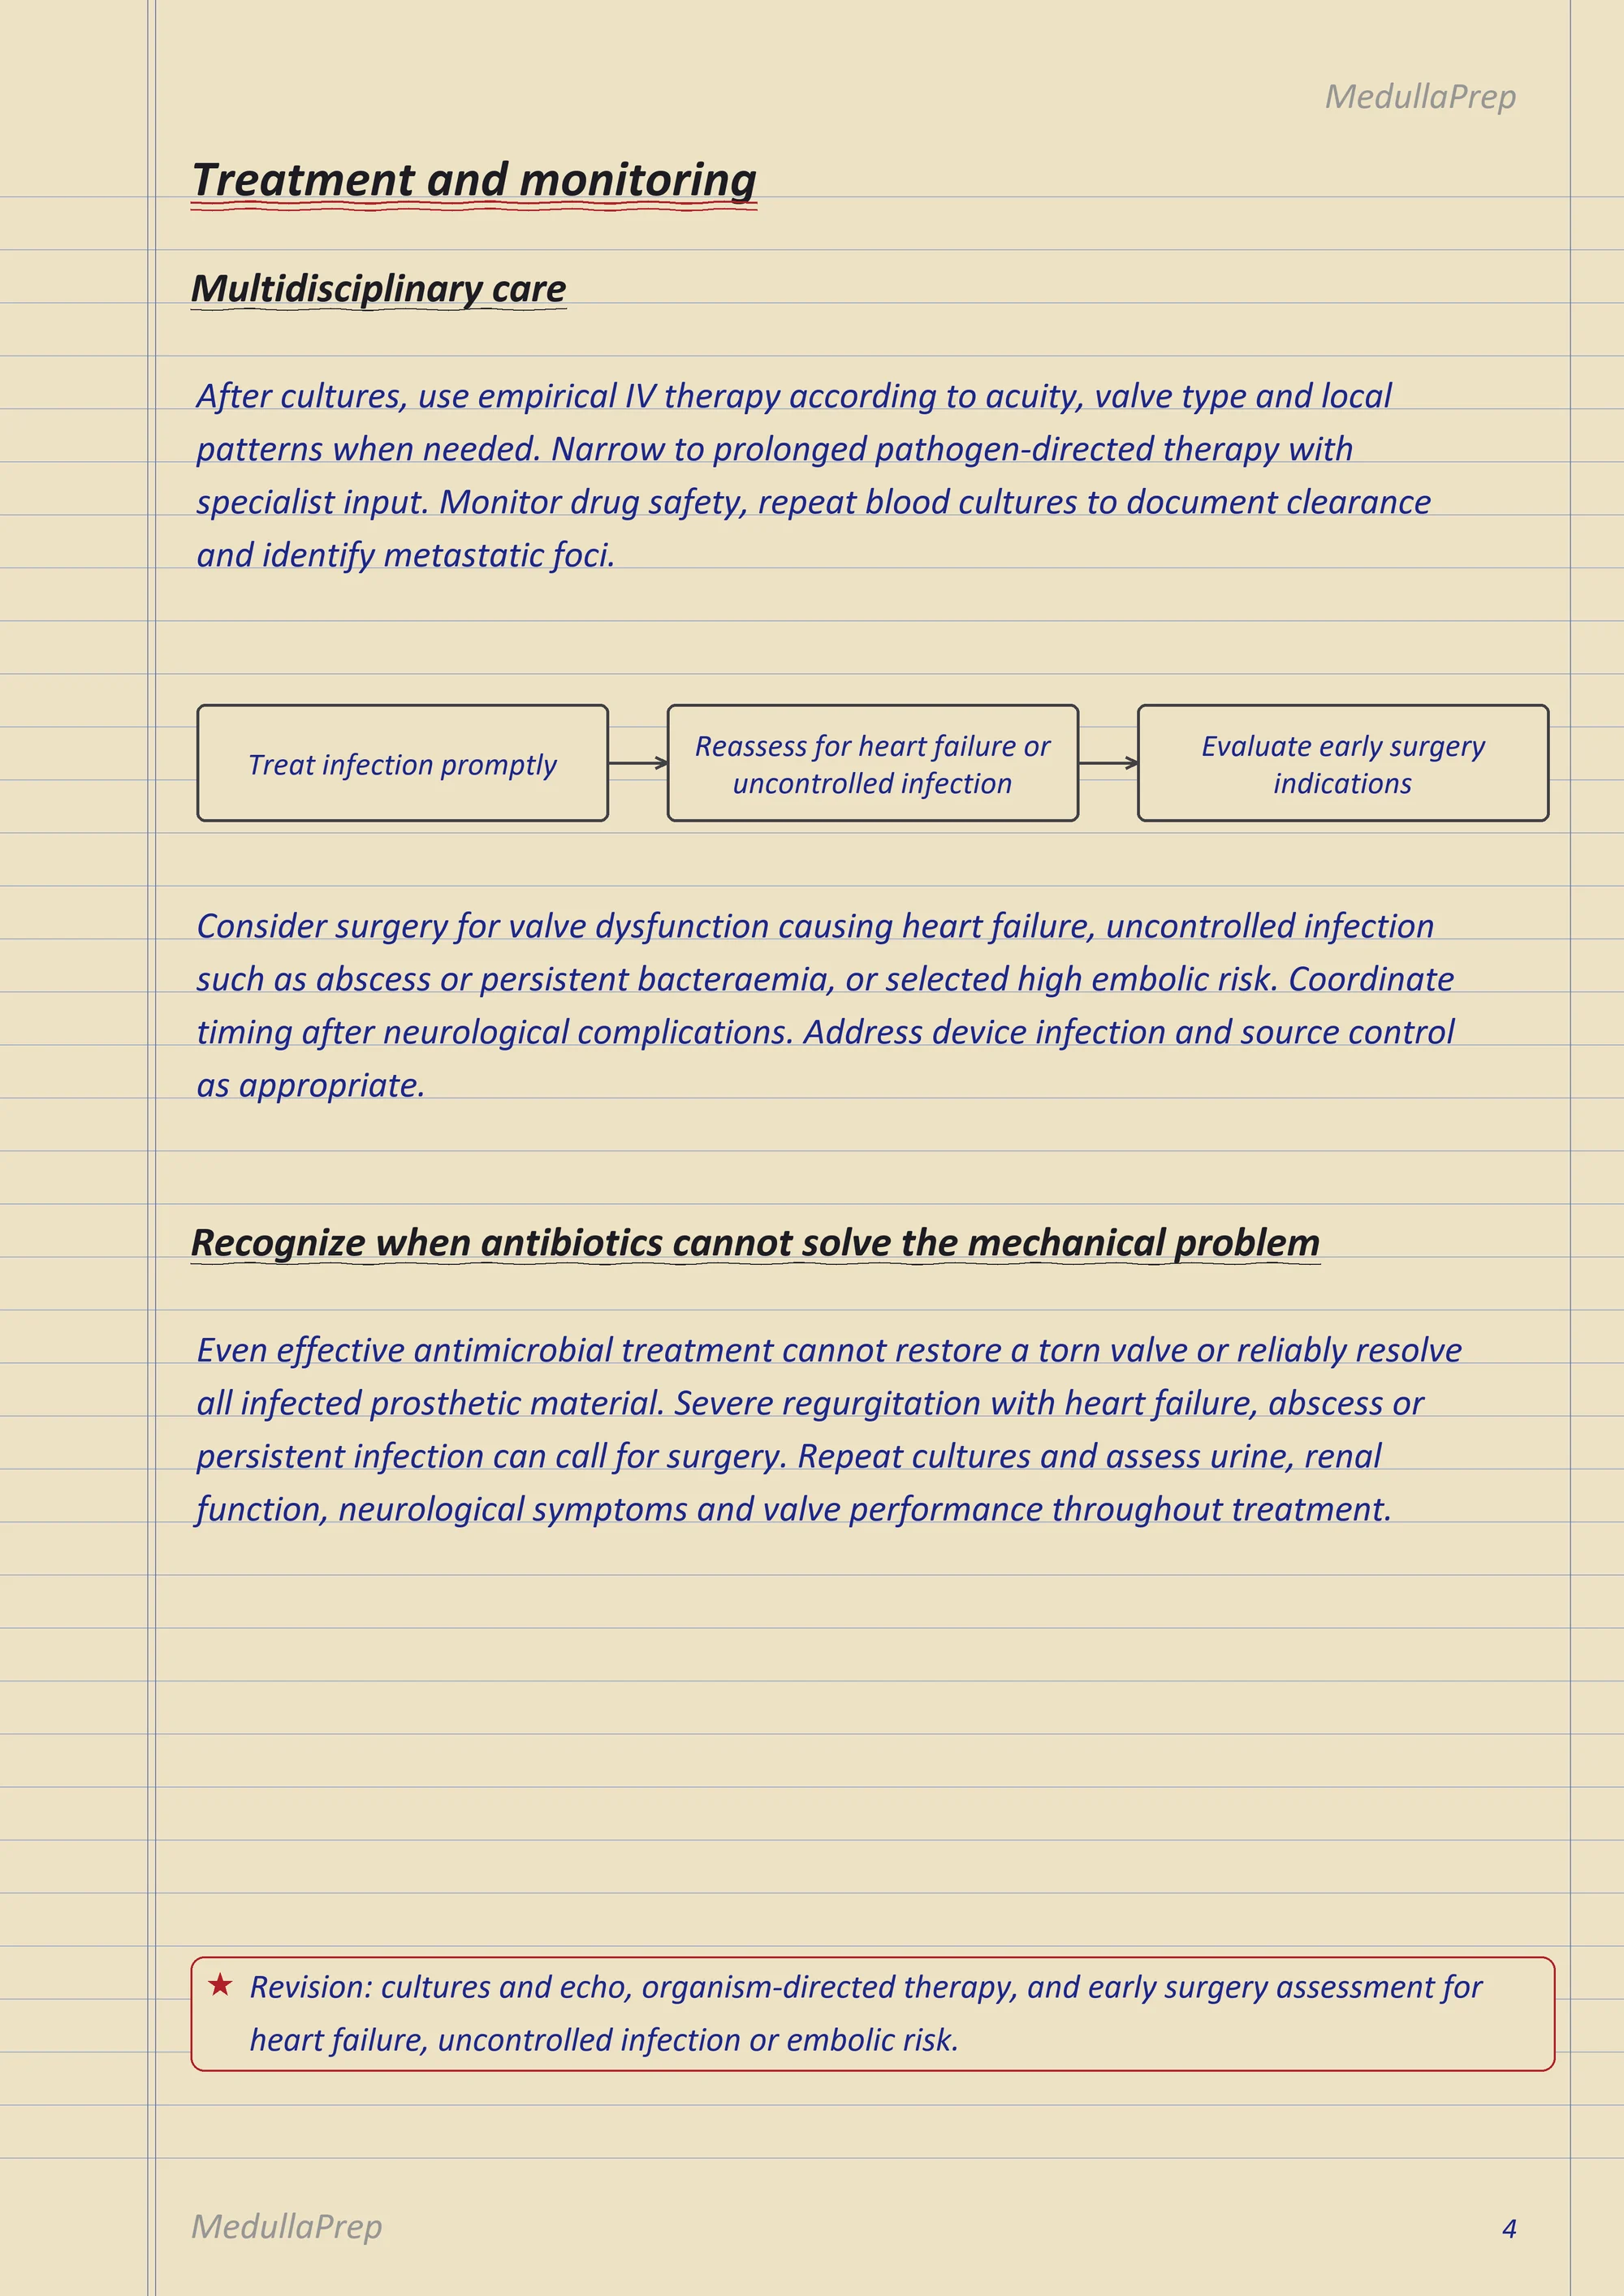 MedullaPrep
Treatment and monitoring
Multidisciplinary care
After cultures, use empirical IV therapy according to acuity, valve type and local
patterns when needed. Narrow to prolonged pathogen-directed therapy with
specialist input. Monitor drug safety, repeat blood cultures to document clearance
and identify metastatic foci.
Treat infection promptly
Reassess for heart failure or
uncontrolled infection
Evaluate early surgery
indications
Consider surgery for valve dysfunction causing heart failure, uncontrolled infection
such as abscess or persistent bacteraemia, or selected high embolic risk. Coordinate
timing after neurological complications. Address device infection and source control
as appropriate.
Recognize when antibiotics cannot solve the mechanical problem
Even effective antimicrobial treatment cannot restore a torn valve or reliably resolve
all infected prosthetic material. Severe regurgitation with heart failure, abscess or
persistent infection can call for surgery. Repeat cultures and assess urine, renal
function, neurological symptoms and valve performance throughout treatment.
★ Revision: cultures and echo, organism-directed therapy, and early surgery assessment for
heart failure, uncontrolled infection or embolic risk.
MedullaPrep
4